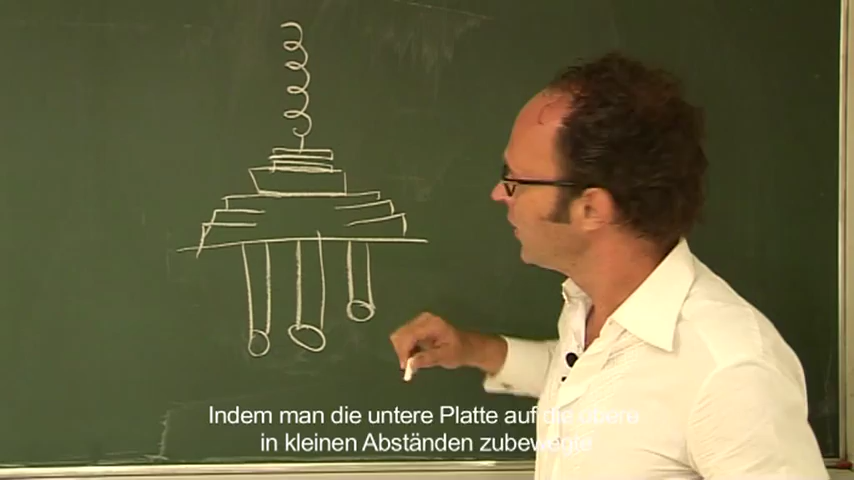 Indem man die untere Platte auf die obere
in kleinen Abständen zubewegte